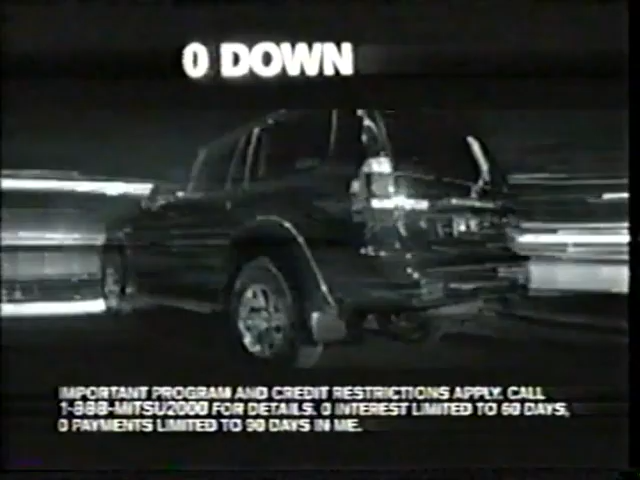 0 DOWN
IMPORTANT PROGRAM AND CREDIT RESTRICTIONS APPLY. CALL
1-888-MITSU2000 FOR DETAILS. 0 INTEREST LIMITED TO 60 DAYS,
0 PAYMENTS LIMITED TO 90 DAYS IN ME.